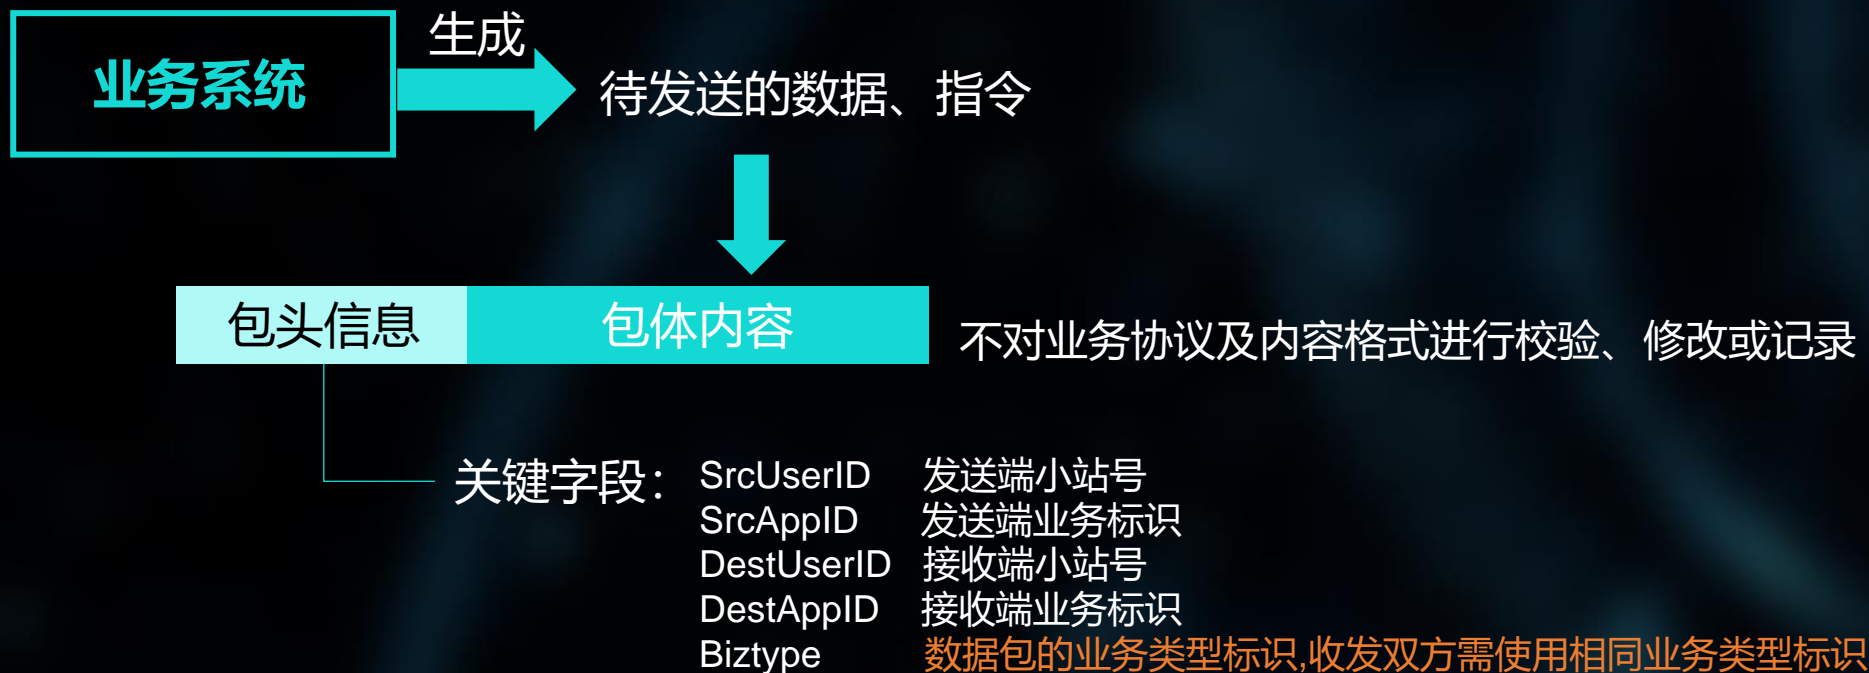 生成
业务系统
待发送的数据、指令
包头信息
包体内容
不对业务协议及内容格式进行校验、修改或记录
关键字段：
SrcUserID 发送端小站号
SrcAppID 发送端业务标识
DestUserID 接收端小站号
DestAppID 接收端业务标识
Biztype 数据包的业务类型标识,收发双方需使用相同业务类型标识